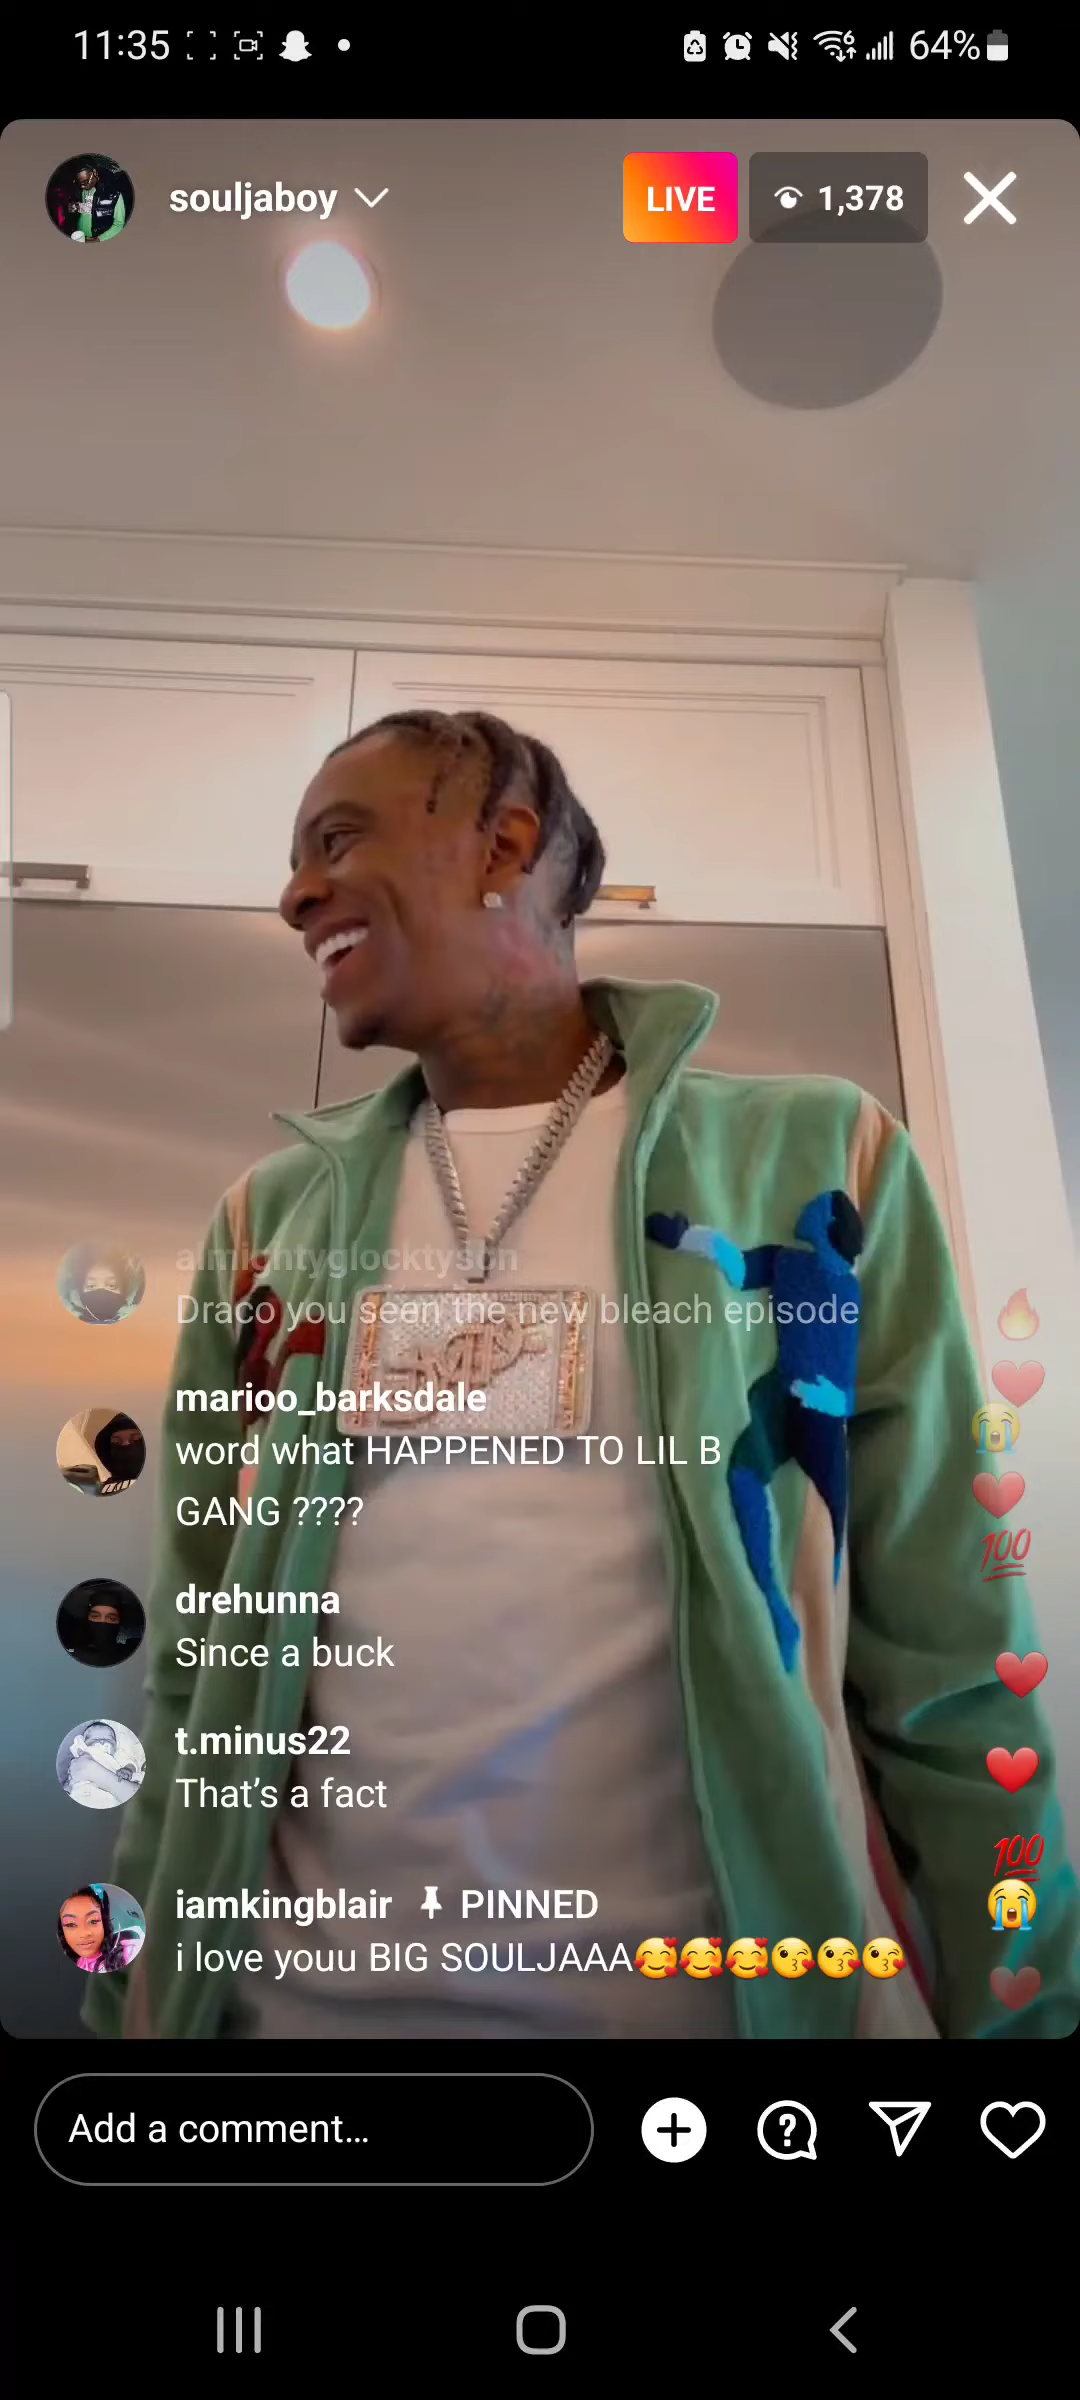 11:35
64%
souljaboy
LIVE
1,378
almightyglocktyson
Draco you seen the new bleach episode
marioo_barksdale
word what HAPPENED TO LIL B
GANG ????
drehunna
Since a buck
t.minus22
That’s a fact
iamkingblair 📌 PINNED
i love youu BIG SOULJAAA🥰🥰🥰😘😘😘
Add a comment...